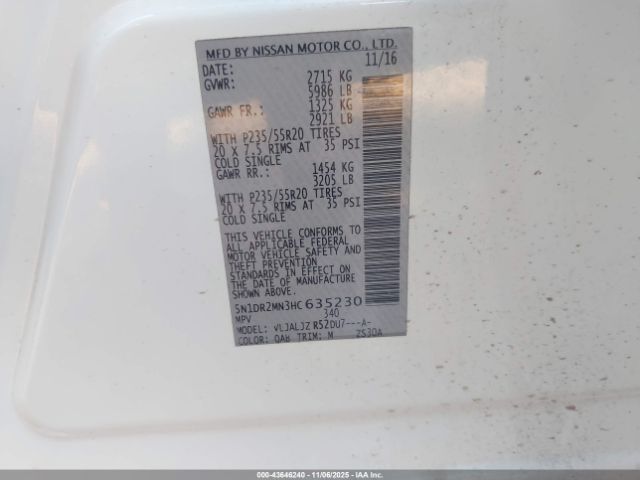 MFD BY NISSAN MOTOR CO., LTD.
DATE: 11/16
GVWR: 2715 KG
5986 LB
GAWR FR.: 1325 KG
2921 LB
WITH P235/55R20 TIRES
20 X 7.5 RIMS AT 35 PSI
COLD SINGLE
GAWR RR.: 1454 KG
3205 LB
WITH P235/55R20 TIRES
20 X 7.5 RIMS AT 35 PSI
COLD SINGLE
THIS VEHICLE CONFORMS TO
ALL APPLICABLE FEDERAL
MOTOR VEHICLE SAFETY AND
THEFT PREVENTION
STANDARDS IN EFFECT ON
THE DATE OF MANUFACTURE
SHOWN ABOVE.
5N1DR2MN3HC635230
MPV 340
MODEL: VLJALJZ R52DU7---A-
COLOR: QAB TRIM: M ZS30A
000-43646240 - 11/06/2025 - IAAI.COM